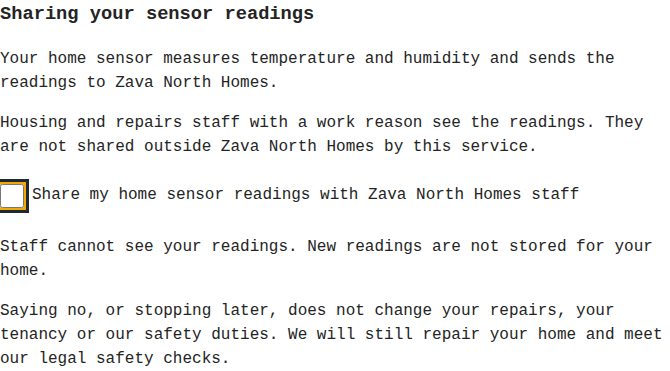 Sharing your sensor readings
Your home sensor measures temperature and humidity and sends the
readings to Zava North Homes.
Housing and repairs staff with a work reason see the readings. They
are not shared outside Zava North Homes by this service.
Share my home sensor readings with Zava North Homes staff
Staff cannot see your readings. New readings are not stored for your
home.
Saying no, or stopping later, does not change your repairs, your
tenancy or our safety duties. We will still repair your home and meet
our legal safety checks.